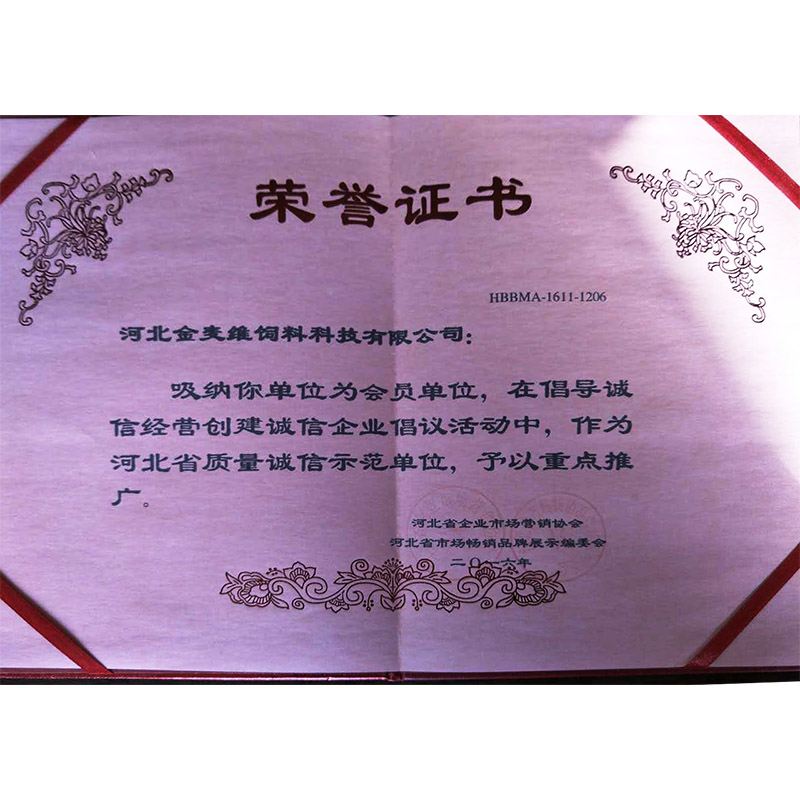 荣誉证书
HBBMA-1611-1206
河北金麦维饲料科技有限公司：
吸纳你单位为会员单位，在倡导诚
信经营创建诚信企业倡议活动中，作为
河北省质量诚信示范单位，予以重点推
广。
河北省企业市场营销协会
河北省市场畅销品牌展示编委会
二〇一六年